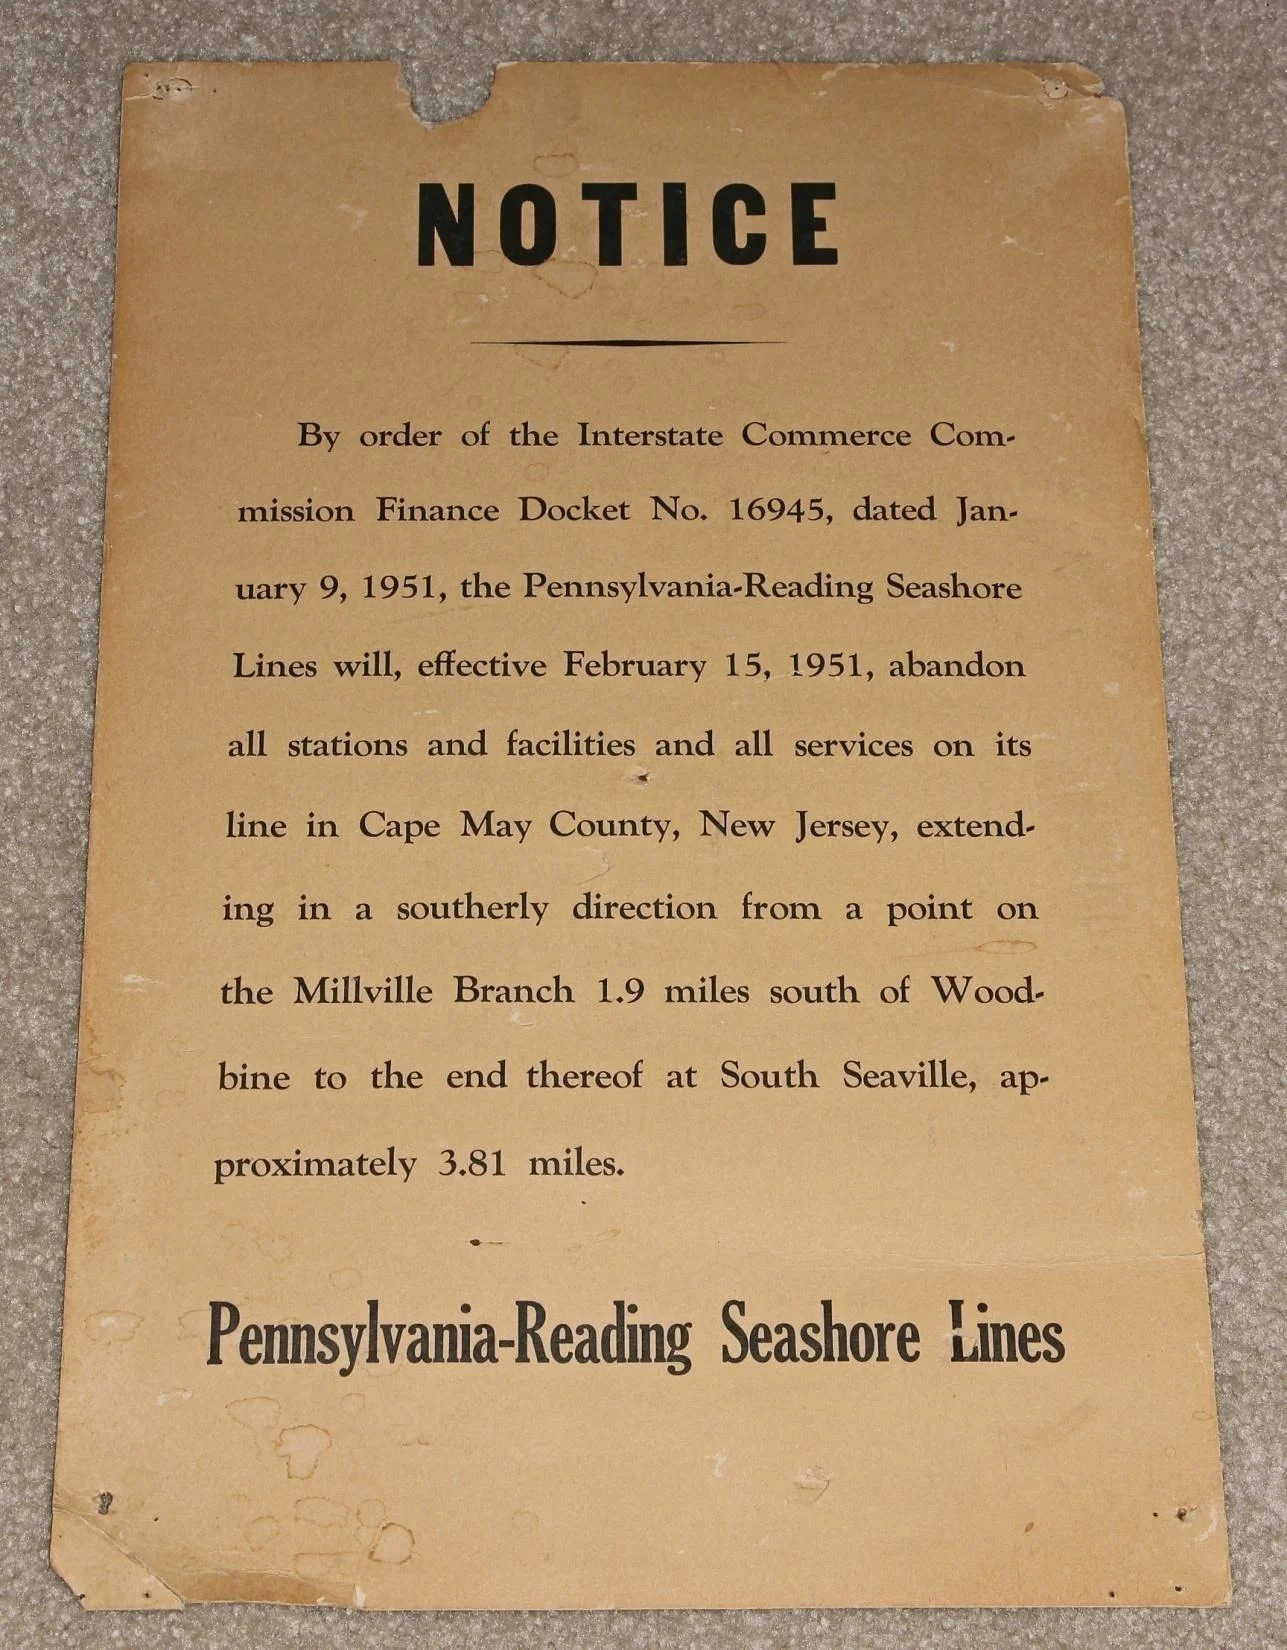 NOTICE
By order of the Interstate Commerce Com-
mission Finance Docket No. 16945, dated Jan-
uary 9, 1951, the Pennsylvania-Reading Seashore
Lines will, effective February 15, 1951, abandon
all stations and facilities and all services on its
line in Cape May County, New Jersey, extend-
ing in a southerly direction from a point on
the Millville Branch 1.9 miles south of Wood-
bine to the end thereof at South Seaville, ap-
proximately 3.81 miles.
Pennsylvania-Reading Seashore Lines